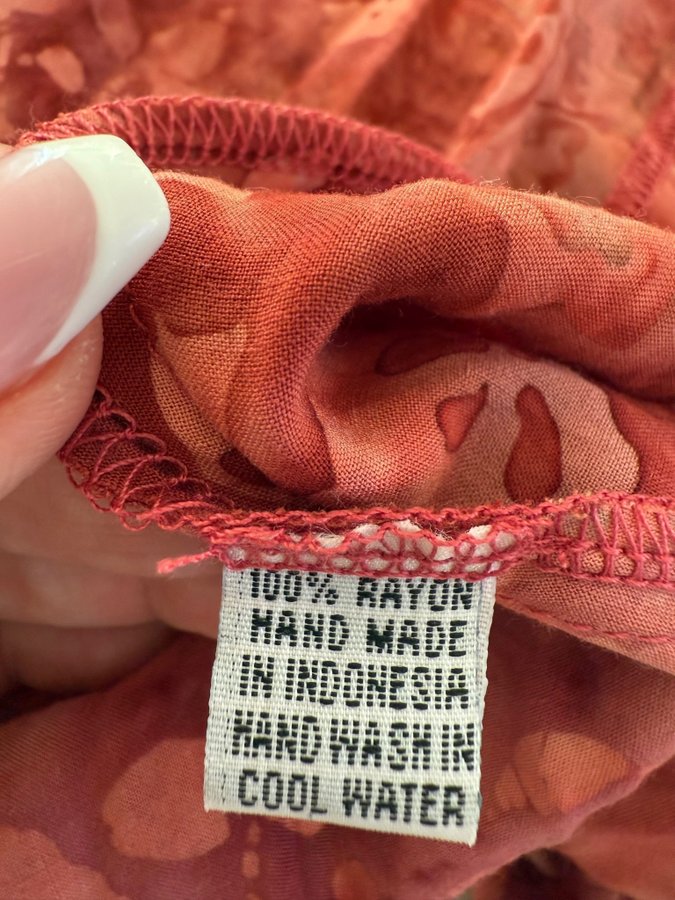 100% RAYON
HAND MADE
IN INDONESIA
HAND WASH IN
COOL WATER